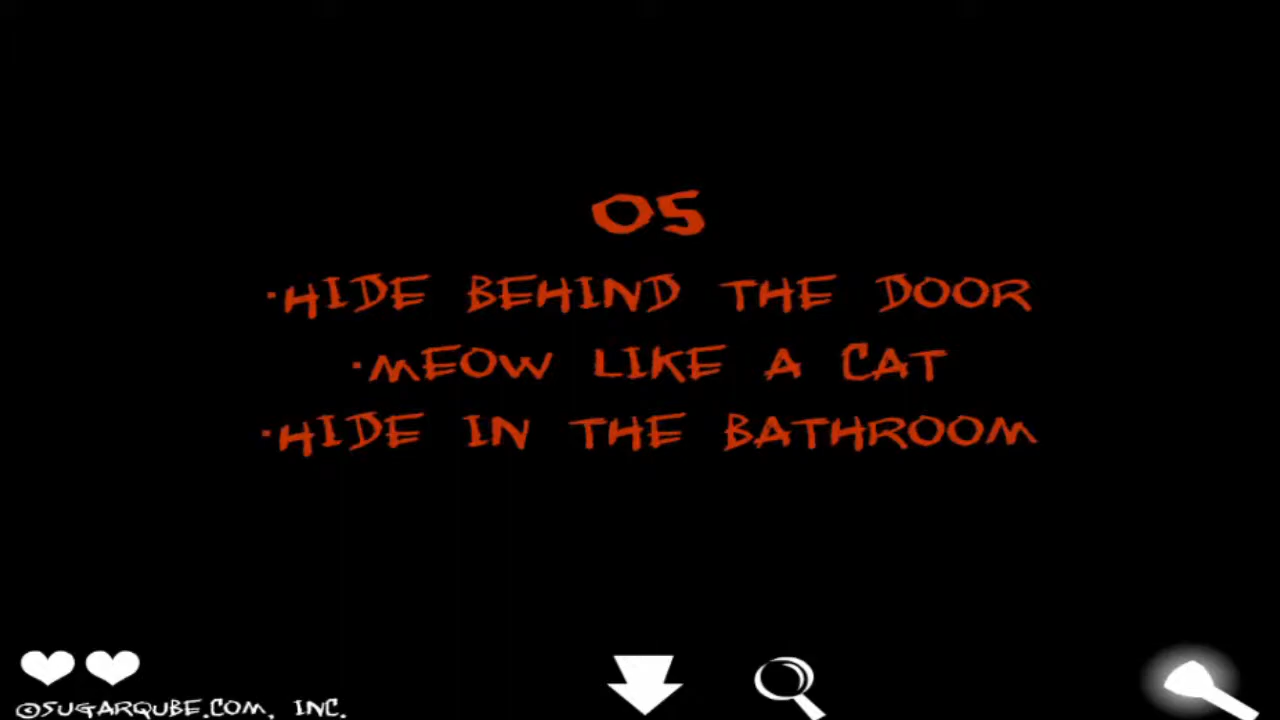 05
·HIDE BEHIND THE DOOR
·MEOW LIKE A CAT
·HIDE IN THE BATHROOM
©SUGARQUBE.COM, INC.